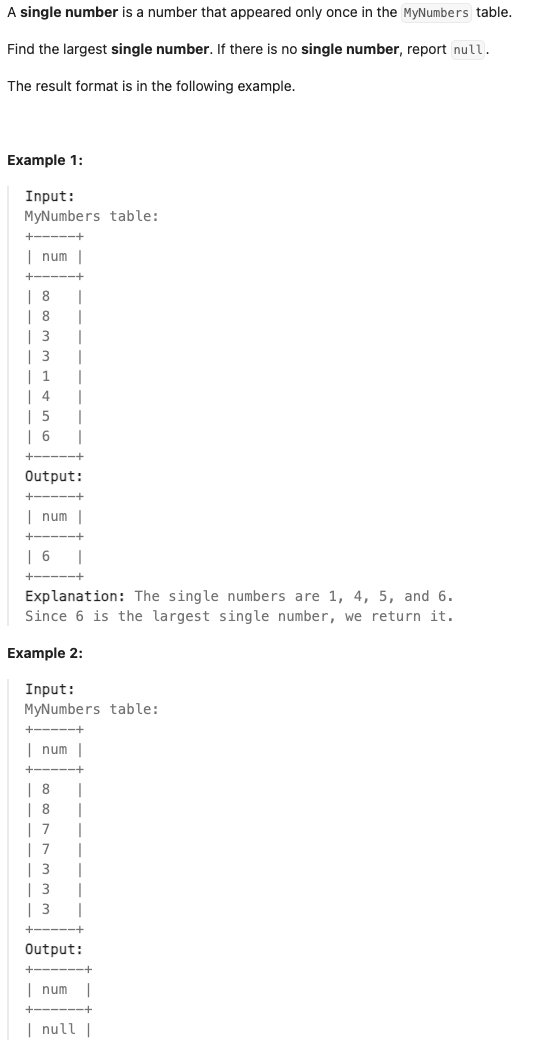 A single number is a number that appeared only once in the MyNumbers table.
Find the largest single number. If there is no single number, report null.
The result format is in the following example.
Example 1:
Input:
MyNumbers table:
+-----+
| num |
+-----+
| 8   |
| 8   |
| 3   |
| 3   |
| 1   |
| 4   |
| 5   |
| 6   |
+-----+
Output:
+-----+
| num |
+-----+
| 6   |
+-----+
Explanation: The single numbers are 1, 4, 5, and 6.
Since 6 is the largest single number, we return it.
Example 2:
Input:
MyNumbers table:
+-----+
| num |
+-----+
| 8   |
| 8   |
| 7   |
| 7   |
| 3   |
| 3   |
| 3   |
+-----+
Output:
+------+
| num  |
+------+
| null |